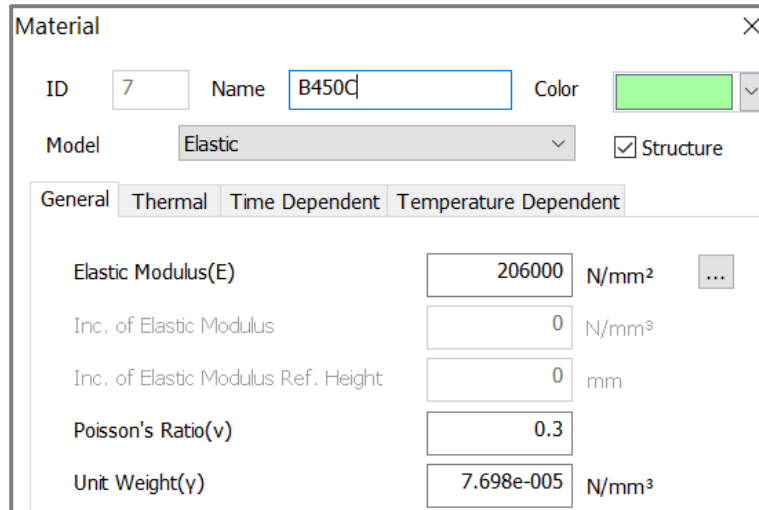 Material
ID 7 Name B450C Color
Model Elastic Structure
General Thermal Time Dependent Temperature Dependent
Elastic Modulus(E) 206000 N/mm² ...
Inc. of Elastic Modulus 0 N/mm³
Inc. of Elastic Modulus Ref. Height 0 mm
Poisson's Ratio(ν) 0.3
Unit Weight(γ) 7.698e-005 N/mm³